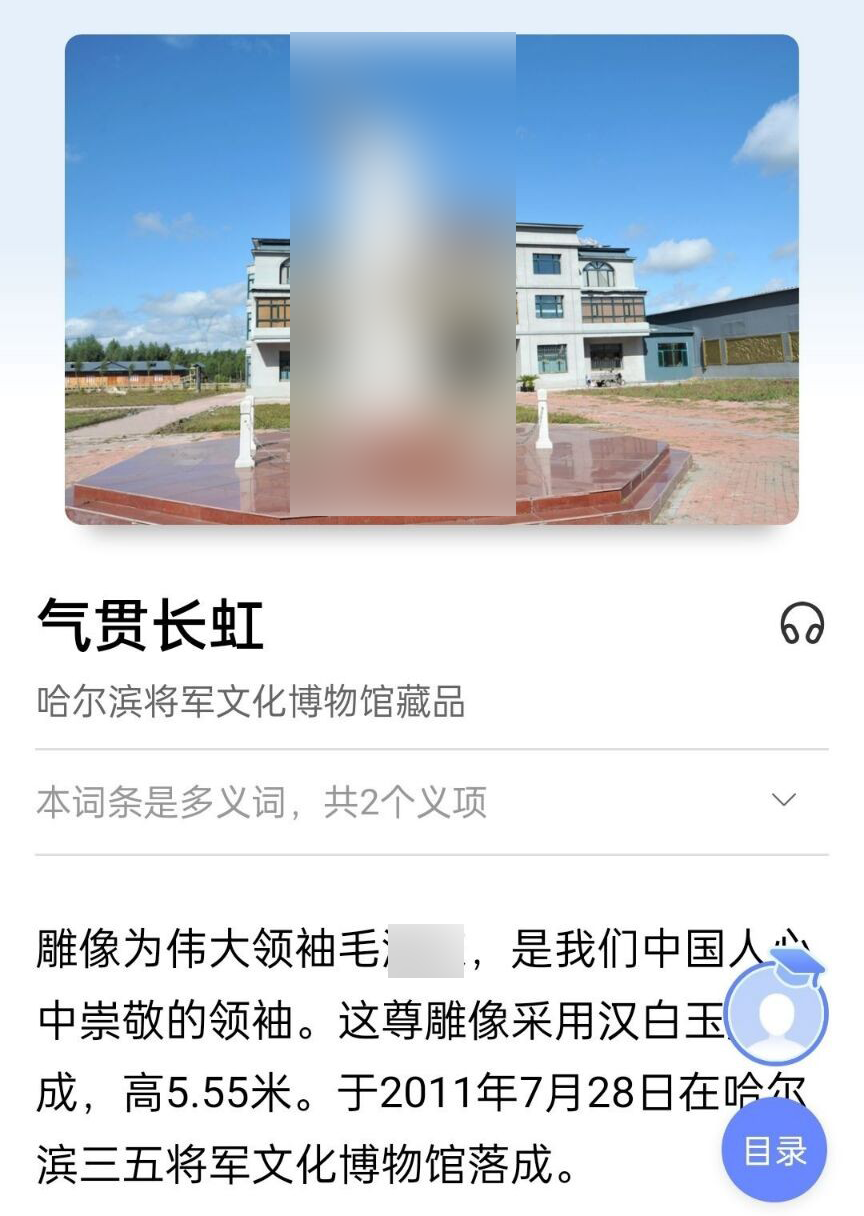 气贯长虹
哈尔滨将军文化博物馆藏品
本词条是多义词，共2个义项
雕像为伟大领袖毛，是我们中国人心
中崇敬的领袖。这尊雕像采用汉白玉
成，高5.55米。于2011年7月28日在哈尔
滨三五将军文化博物馆落成。
目录